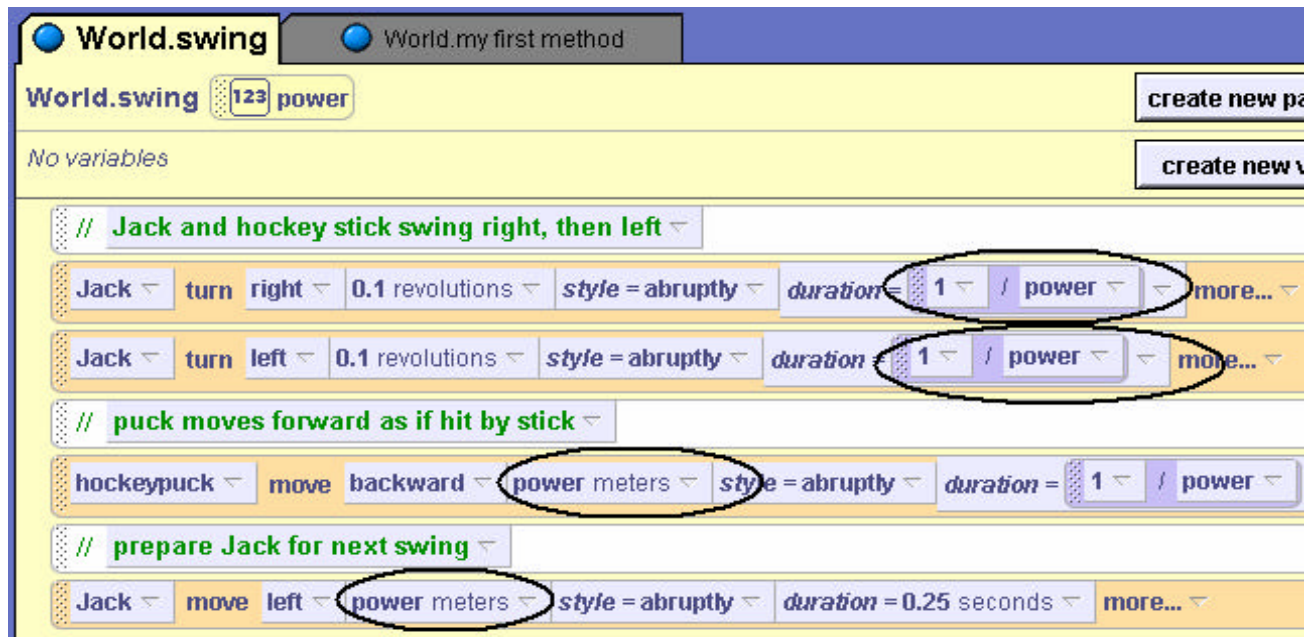 World.swing World.my first method
World.swing 123 power create new pa
No variables create new v
// Jack and hockey stick swing right, then left
Jack turn right 0.1 revolutions style = abruptly duration = 1 / power more...
Jack turn left 0.1 revolutions style = abruptly duration = 1 / power more...
// puck moves forward as if hit by stick
hockeypuck move backward power meters style = abruptly duration = 1 / power
// prepare Jack for next swing
Jack move left power meters style = abruptly duration = 0.25 seconds more...